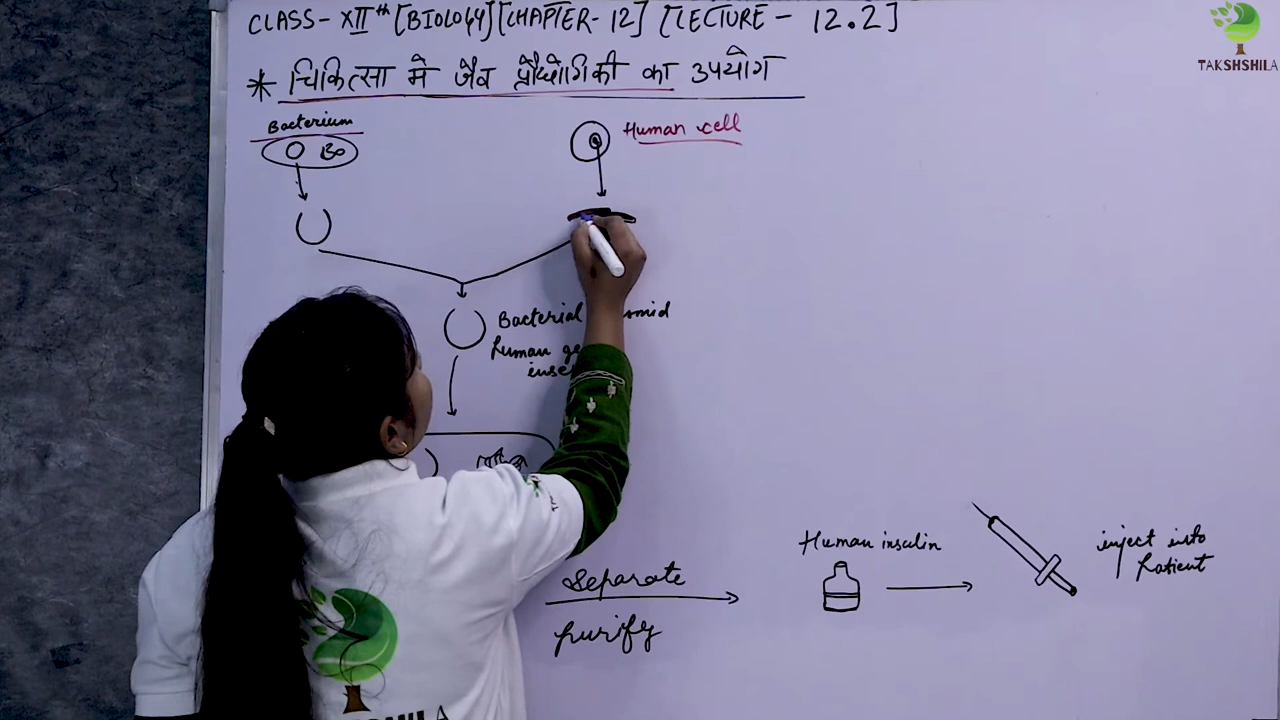 CLASS - XIIth [BIOLOGY] [CHAPTER - 12] [LECTURE - 12.2]
TAKSHSHILA
* चिकित्सा मे जैव प्रौद्योगिकी का उपयोग
Bacterium
Human cell
Bacterial
human
Human insulin
inject into
Patient
Separate
Purify